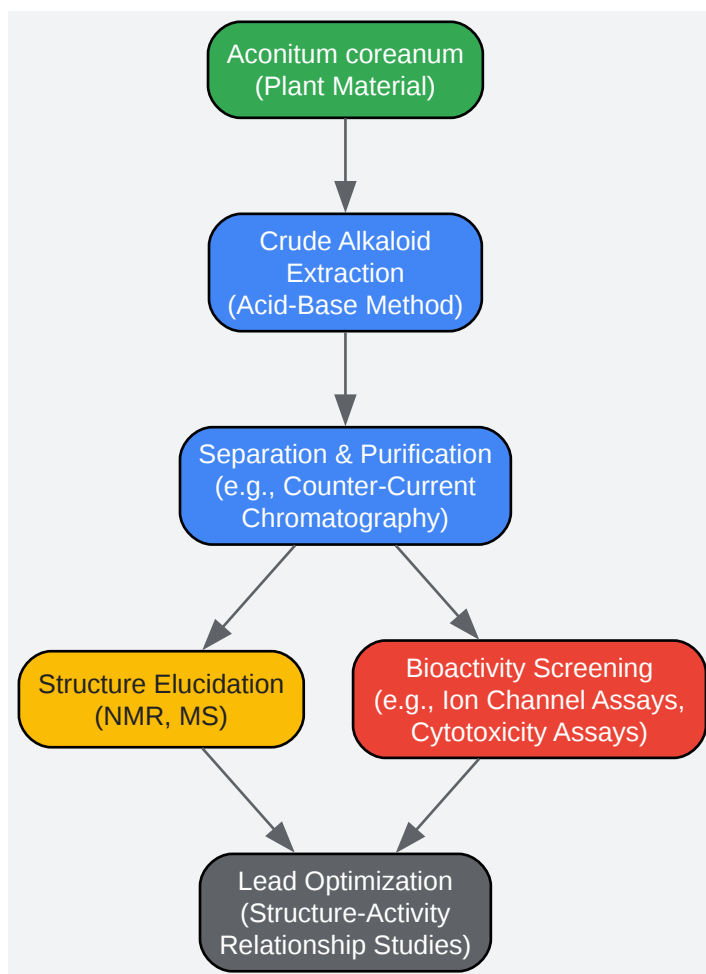 Aconitum coreanum
(Plant Material)
Crude Alkaloid
Extraction
(Acid-Base Method)
Separation & Purification
(e.g., Counter-Current
Chromatography)
Structure Elucidation
(NMR, MS)
Bioactivity Screening
(e.g., Ion Channel Assays,
Cytotoxicity Assays)
Lead Optimization
(Structure-Activity
Relationship Studies)